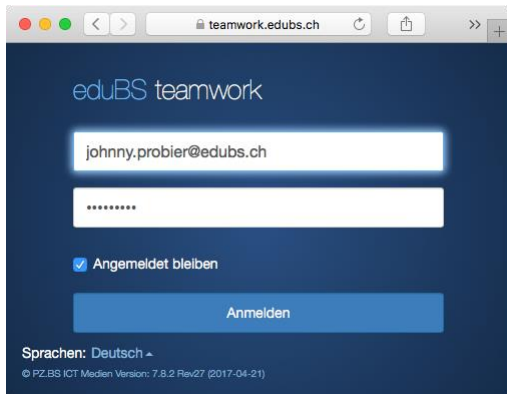 teamwork.edubs.ch
eduBS teamwork
johnny.probier@edubs.ch
•••••••••
Angemeldet bleiben
Anmelden
Sprachen: Deutsch
© PZ.BS ICT Medien Version: 7.8.2 Rev27 (2017-04-21)